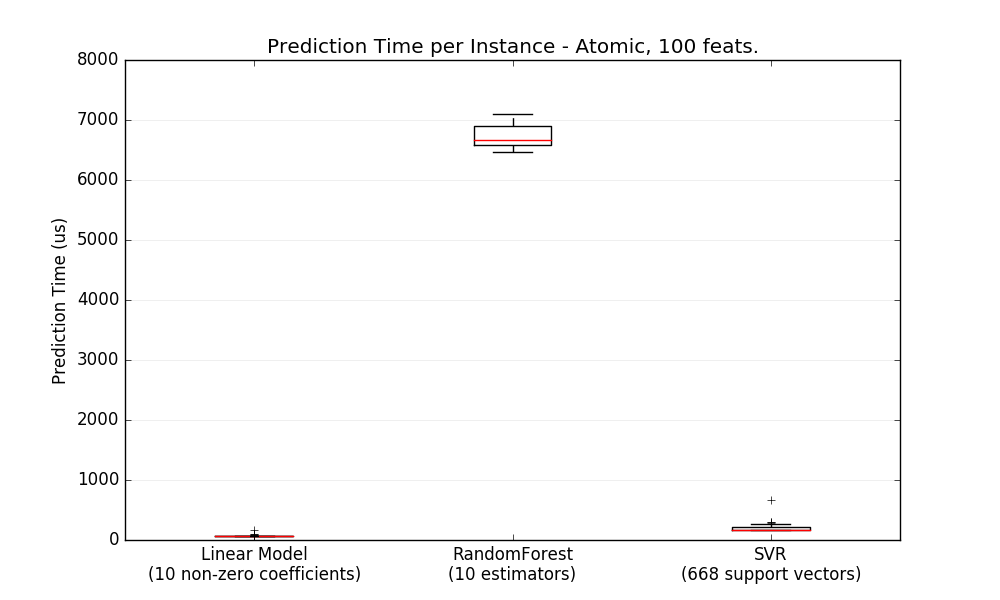 Prediction Time per Instance - Atomic, 100 feats.
8000
7000
6000
5000
4000
3000
2000
1000
0
Prediction Time (us)
Linear Model
(10 non-zero coefficients)
RandomForest
(10 estimators)
SVR
(668 support vectors)